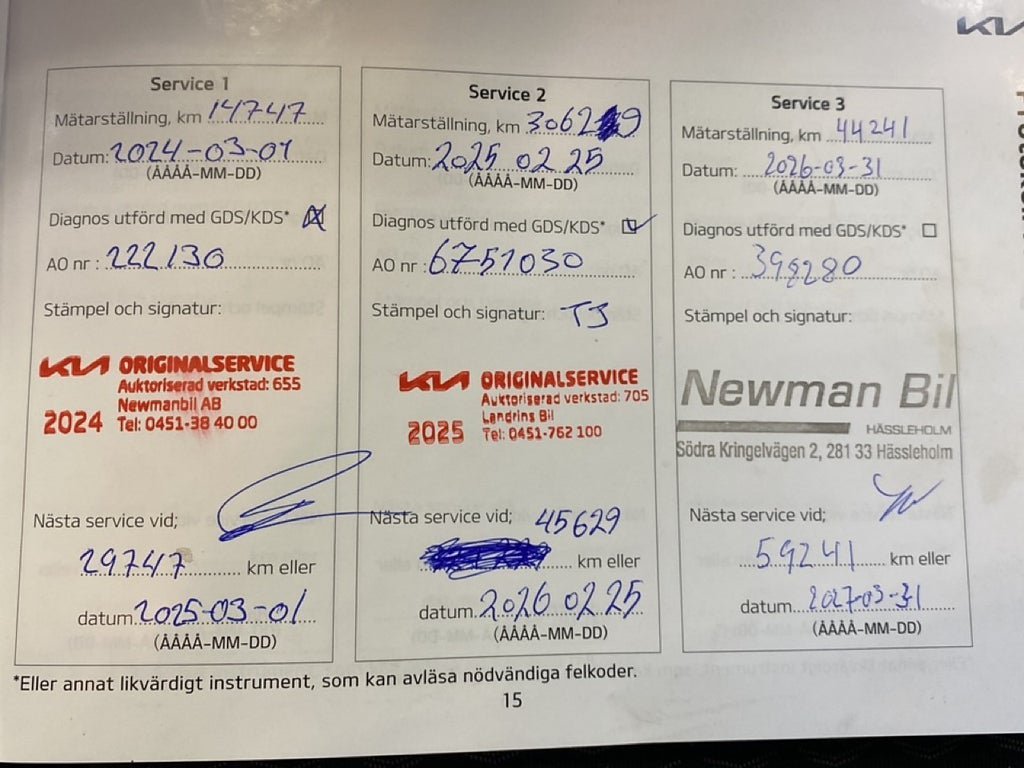 KIA
Service 1
Mätarställning, km 14747
Datum: 2024-03-01
(ÅÅÅÅ-MM-DD)
Diagnos utförd med GDS/KDS*
AO nr: 222130
Stämpel och signatur:
KIA ORIGINALSERVICE
Auktoriserad verkstad: 655
Newmanbil AB
2024 Tel: 0451-38 40 00
Nästa service vid;
29747 km eller
datum. 2025-03-01
(ÅÅÅÅ-MM-DD)
Service 2
Mätarställning, km
Datum: 2025 02 25
(ÅÅÅÅ-MM-DD)
Diagnos utförd med GDS/KDS*
AO nr: 6751030
Stämpel och signatur: TJ
KIA ORIGINALSERVICE
Auktoriserad verkstad: 705
Landrins Bil
2025 Tel: 0451-762 100
Nästa service vid; 45629
km eller
datum. 2026 02 25
(ÅÅÅÅ-MM-DD)
Service 3
Mätarställning, km 44241
Datum: 2026-03-31
(ÅÅÅÅ-MM-DD)
Diagnos utförd med GDS/KDS*
AO nr: 398280
Stämpel och signatur:
Newman Bil
HÄSSLEHOLM
Södra Kringelvägen 2, 281 33 Hässleholm
Nästa service vid;
59241 km eller
datum. 2027-03-31
(ÅÅÅÅ-MM-DD)
*Eller annat likvärdigt instrument, som kan avläsa nödvändiga felkoder.
15